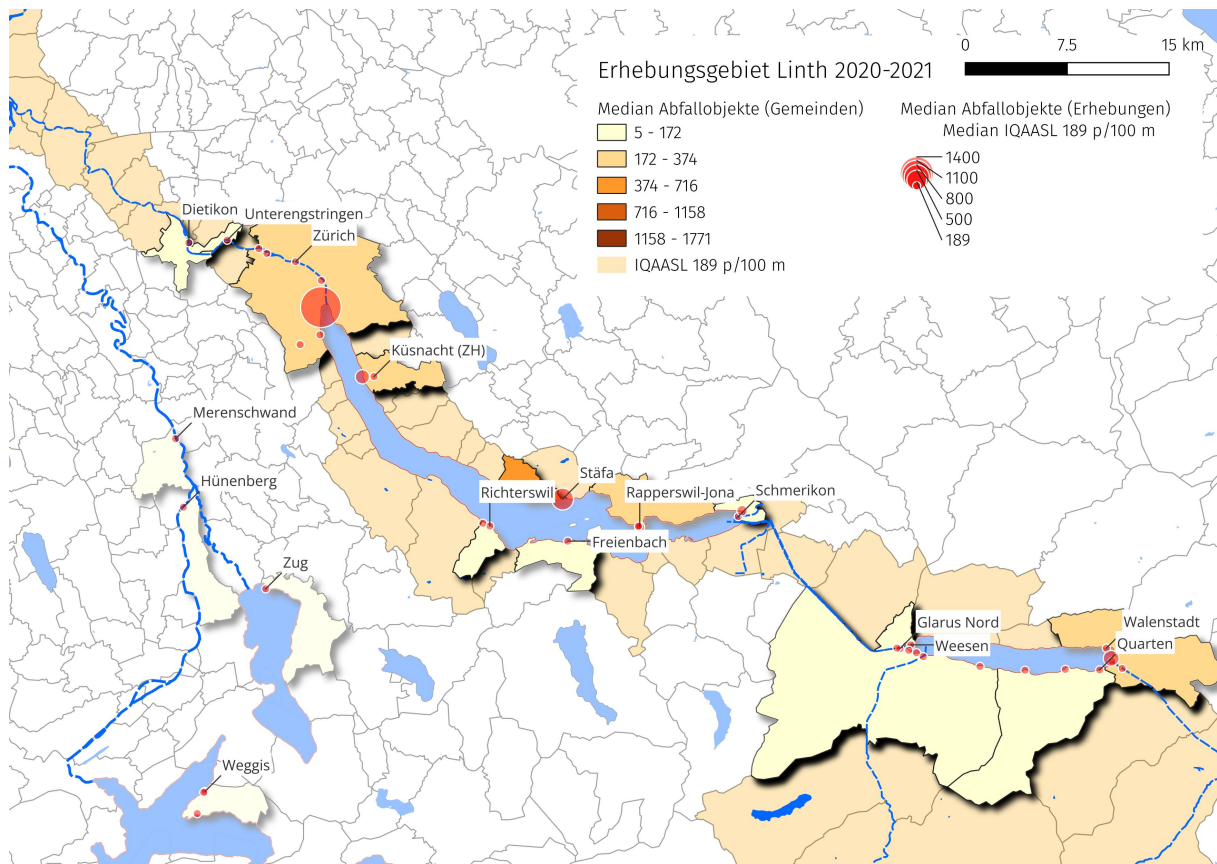 0 7.5 15 km
Erhebungsgebiet Linth 2020-2021
Median Abfallobjekte (Gemeinden)
5 - 172
172 - 374
374 - 716
716 - 1158
1158 - 1771
IQAASL 189 p/100 m
Median Abfallobjekte (Erhebungen)
Median IQAASL 189 p/100 m
1400
1100
800
500
189
Dietikon
Unterengstringen
Zürich
Küsnacht (ZH)
Merenschwand
Hünenberg
Stäfa
Richterswil
Rapperswil-Jona
Schmerikon
Freienbach
Zug
Glarus Nord
Walenstadt
Weesen
Quarten
Weggis